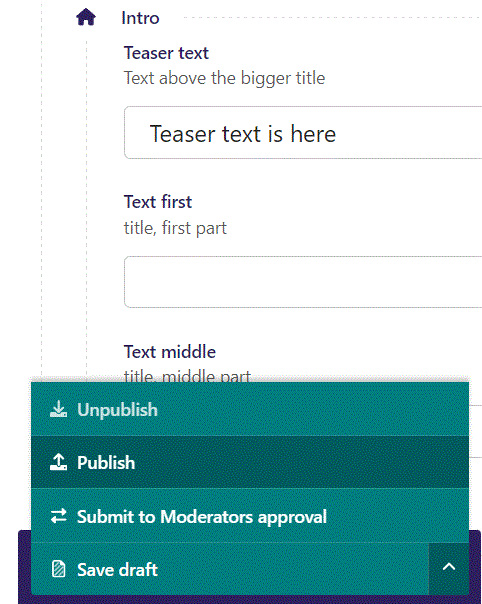 Intro
Teaser text
Text above the bigger title
Teaser text is here
Text first
title, first part
Text middle
title, middle part
Unpublish
Publish
Submit to Moderators approval
Save draft